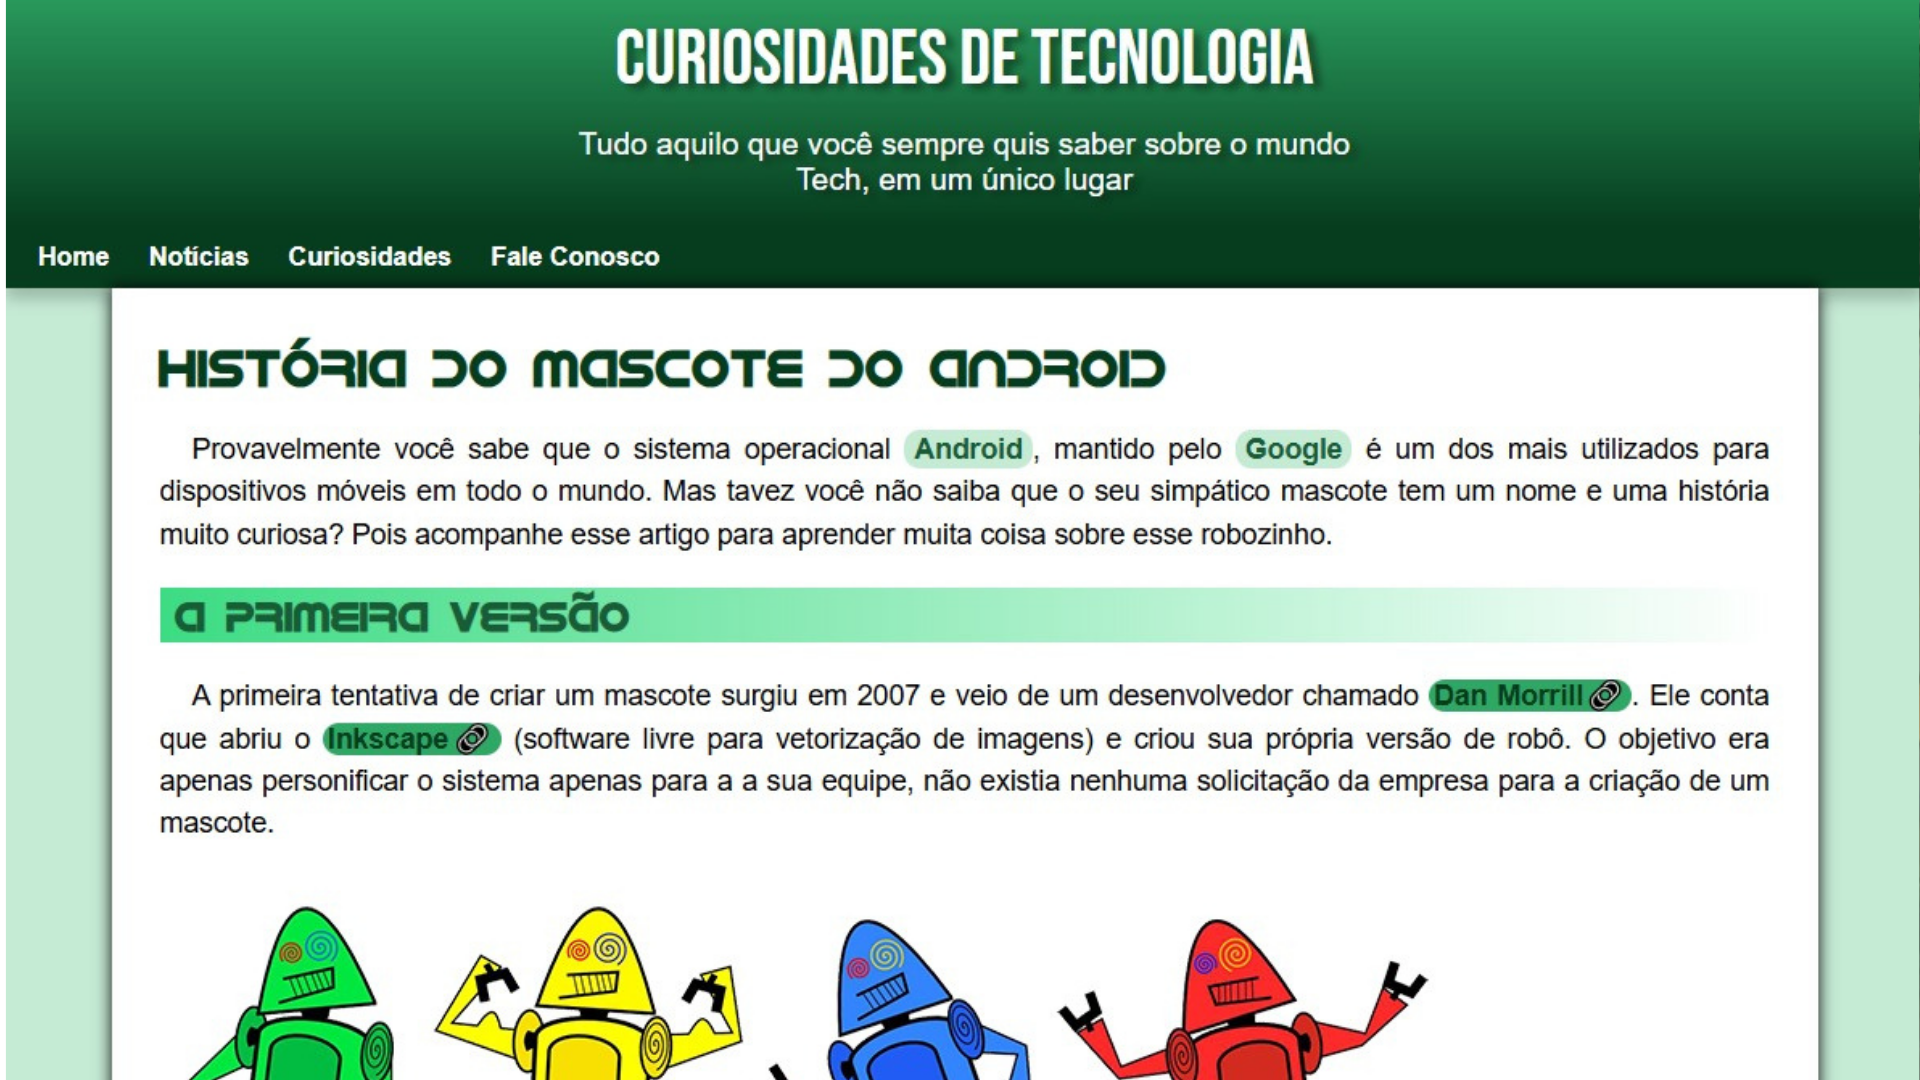 CURIOSIDADES DE TECNOLOGIA
Tudo aquilo que você sempre quis saber sobre o mundo
Tech, em um único lugar
Home Notícias Curiosidades Fale Conosco
HISTÓRIA DO MASCOTE DO ANDROID
Provavelmente você sabe que o sistema operacional Android, mantido pelo Google é um dos mais utilizados para
dispositivos móveis em todo o mundo. Mas tavez você não saiba que o seu simpático mascote tem um nome e uma história
muito curiosa? Pois acompanhe esse artigo para aprender muita coisa sobre esse robozinho.
A PRIMEIRA VERSÃO
A primeira tentativa de criar um mascote surgiu em 2007 e veio de um desenvolvedor chamado Dan Morrill. Ele conta
que abriu o Inkscape (software livre para vetorização de imagens) e criou sua própria versão de robô. O objetivo era
apenas personificar o sistema apenas para a a sua equipe, não existia nenhuma solicitação da empresa para a criação de um
mascote.